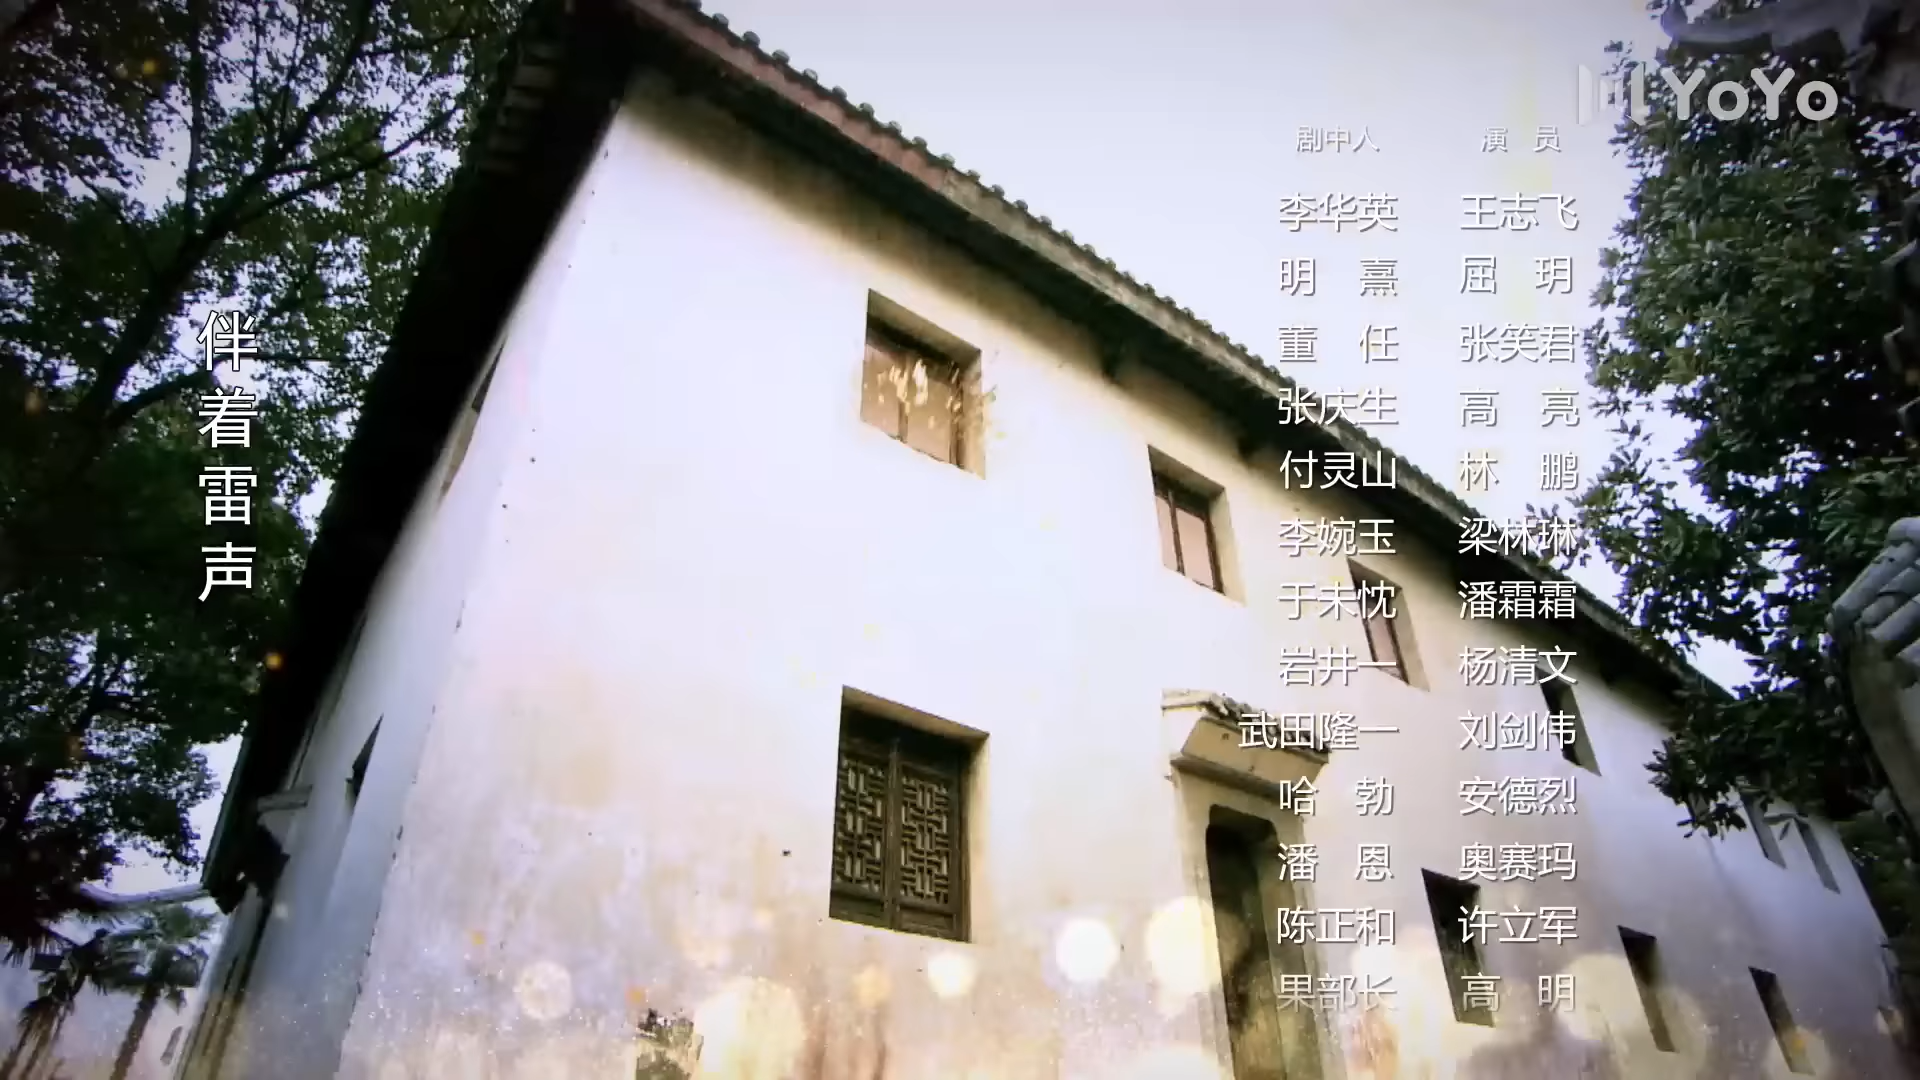 YoYo
剧中人 演员
李华英 王志飞
明熹 屈玥
董任 张笑君
张庆生 高亮
付灵山 林鹏
李婉玉 梁林琳
于未忱 潘霜霜
岩井一 杨清文
武田隆一 刘剑伟
哈勃 安德烈
潘恩 奥赛玛
陈正和 许立军
果部长 高明
伴着雷声